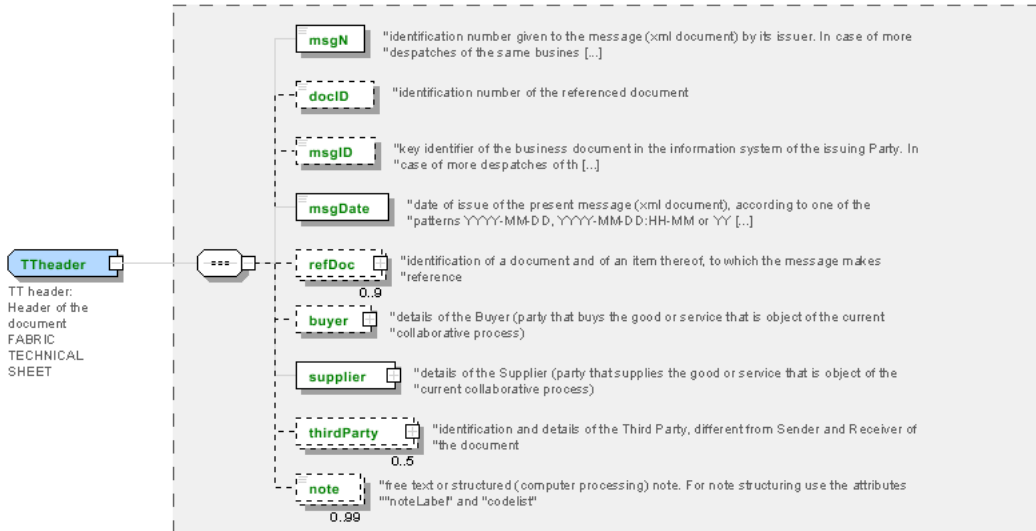 msgN
"identification number given to the message (xml document) by its issuer. In case of more
"despatches of the same busines [...]
docID
"identification number of the referenced document
msgID
"key identifier of the business document in the information system of the issuing Party. In
"case of more despatches of th [...]
msgDate
"date of issue of the present message (xml document), according to one of the
"patterns YYYY-MM-DD, YYYY-MM-DD:HH-MM or YY [...]
TTheader
TT header:
Header of the
document
FABRIC
TECHNICAL
SHEET
refDoc
0..9
"identification of a document and of an item thereof, to which the message makes
"reference
buyer
"details of the Buyer (party that buys the good or service that is object of the current
"collaborative process)
supplier
"details of the Supplier (party that supplies the good or service that is object of the
"current collaborative process)
thirdParty
0..5
"identification and details of the Third Party, different from Sender and Receiver of
"the document
note
0..99
"free text or structured (computer processing) note. For note structuring use the attributes
""noteLabel" and "codelist"